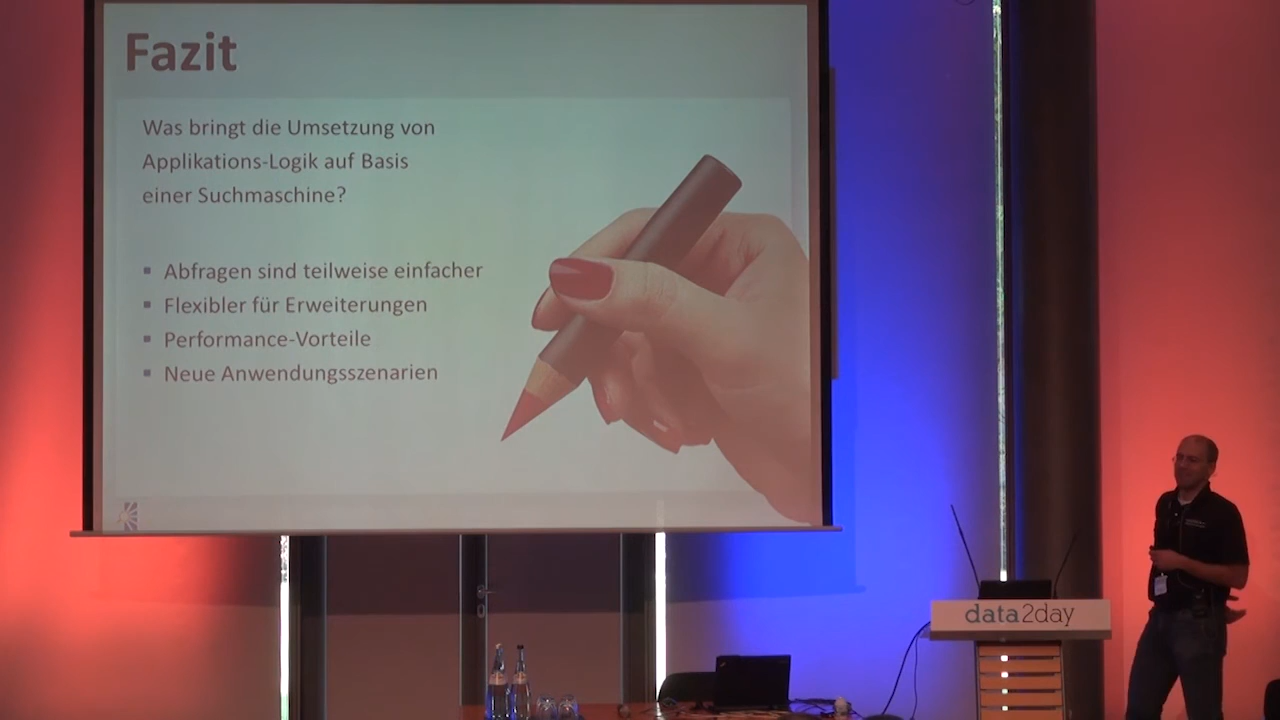 Fazit
Was bringt die Umsetzung von
Applikations-Logik auf Basis
einer Suchmaschine?
Abfragen sind teilweise einfacher
Flexibler für Erweiterungen
Performance-Vorteile
Neue Anwendungsszenarien
data2day